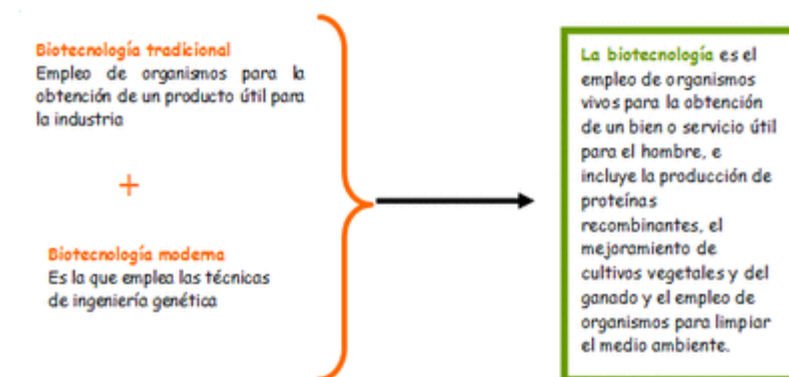 Biotecnología tradicional
Empleo de organismos para la
obtención de un producto útil para
la industria
+
Biotecnología moderna
Es la que emplea las técnicas
de ingeniería genética
La biotecnología es el
empleo de organismos
vivos para la obtención
de un bien o servicio útil
para el hombre, e
incluye la producción de
proteínas
recombinantes, el
mejoramiento de
cultivos vegetales y del
ganado y el empleo de
organismos para limpiar
el medio ambiente.